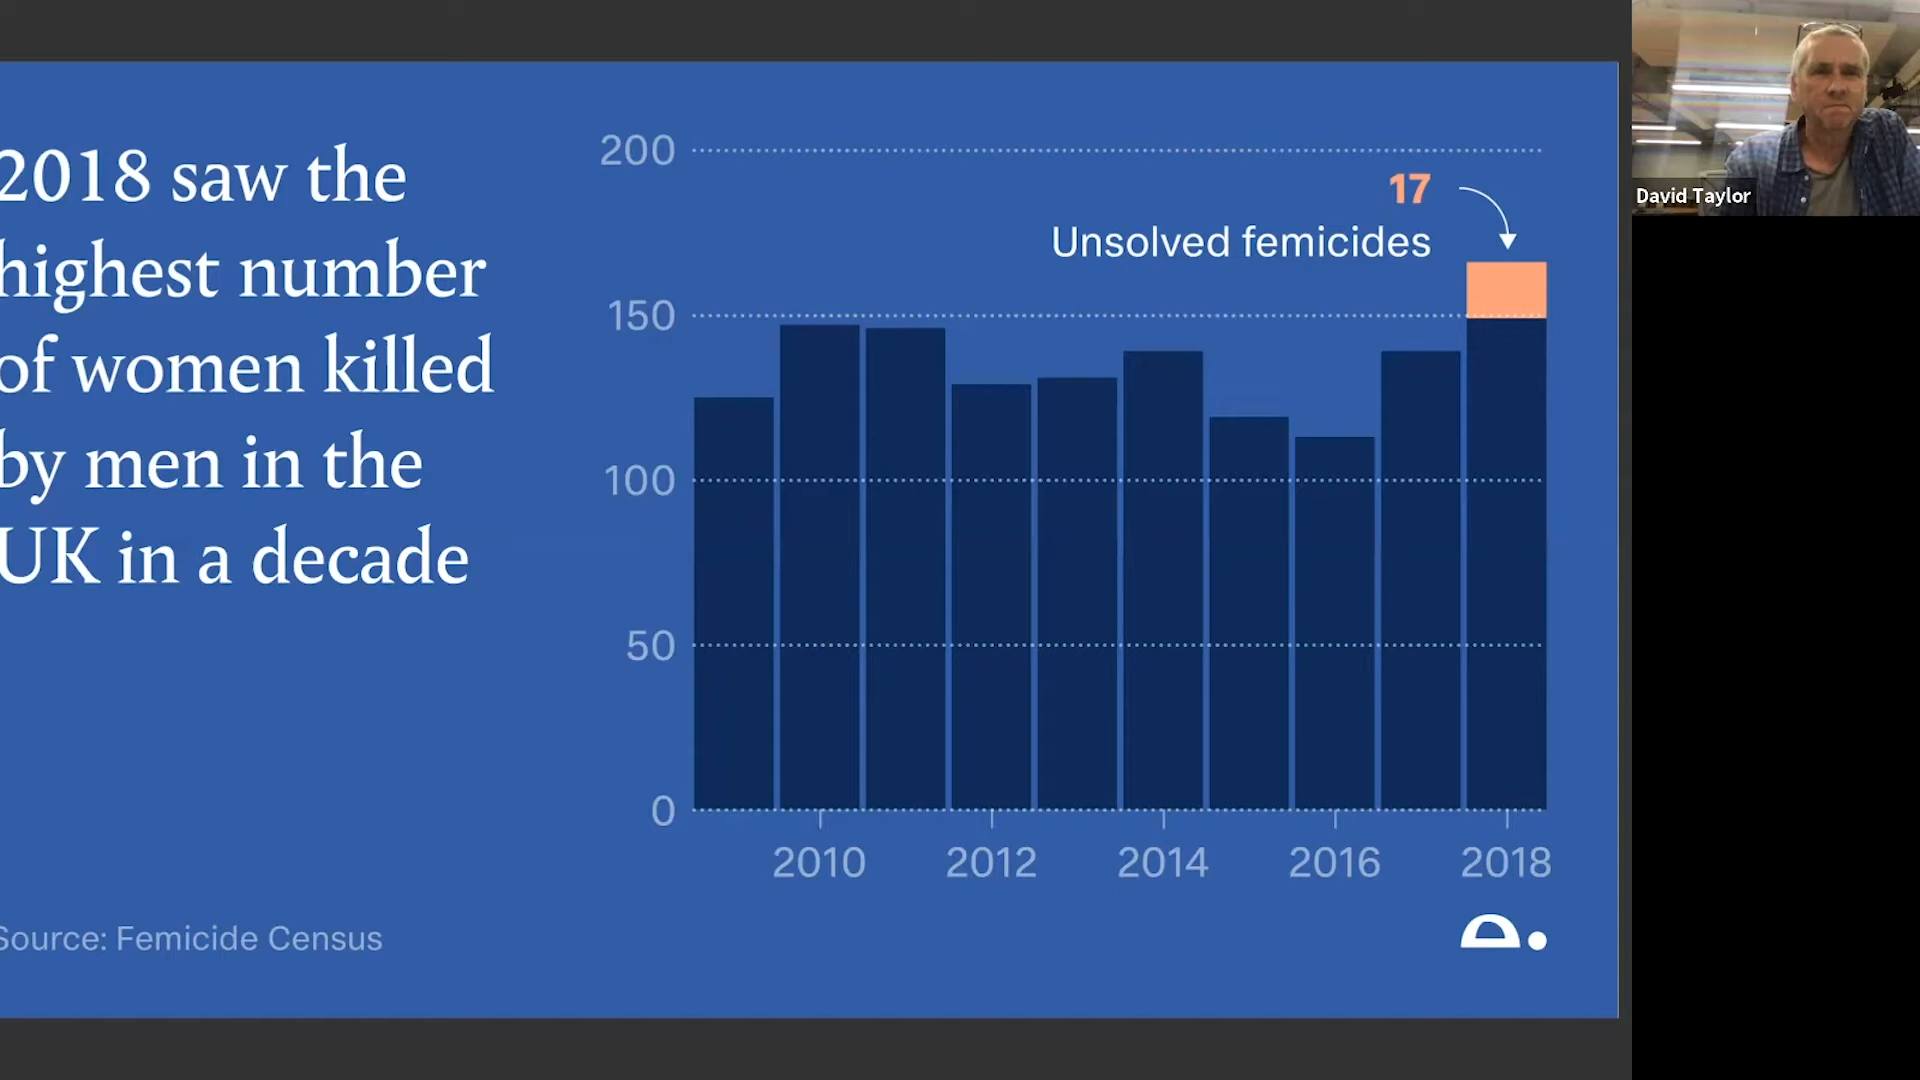 2018 saw the
highest number
of women killed
by men in the
UK in a decade
Source: Femicide Census
200
150
100
50
0
17
Unsolved femicides
2010 2012 2014 2016 2018
e.
David Taylor